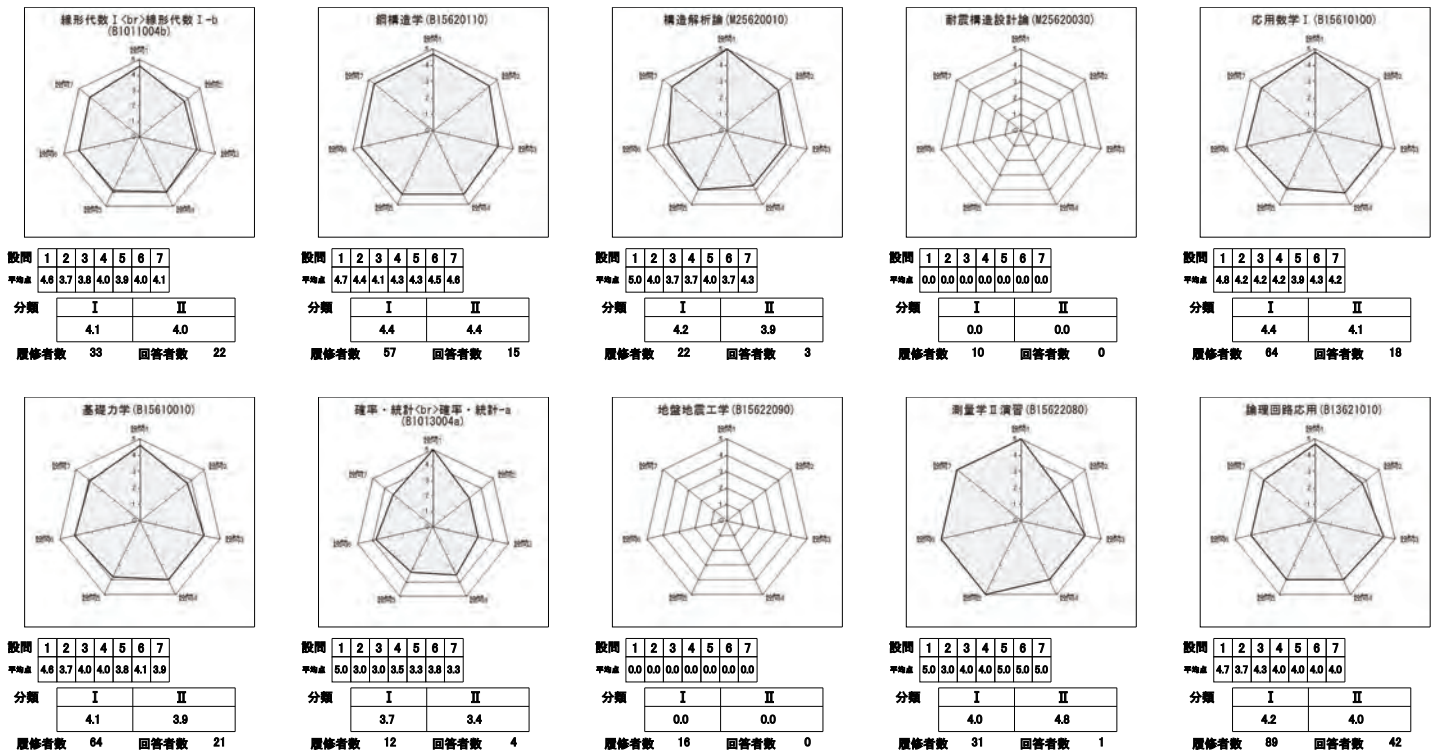 線形代数Ⅰ<br>線形代数Ⅰ-b
(B1011004b)
設問 1 2 3 4 5 6 7
平均点 4.6 3.7 3.8 4.0 3.9 4.0 4.1
分類 Ⅰ Ⅱ
4.1 4.0
履修者数 33 回答者数 22
鋼構造学(B15620110)
設問 1 2 3 4 5 6 7
平均点 4.7 4.4 4.1 4.3 4.3 4.5 4.6
分類 Ⅰ Ⅱ
4.4 4.4
履修者数 57 回答者数 15
構造解析論(M25620010)
設問 1 2 3 4 5 6 7
平均点 5.0 4.0 3.7 3.7 4.0 3.7 4.3
分類 Ⅰ Ⅱ
4.2 3.9
履修者数 22 回答者数 3
耐震構造設計論(M25620030)
設問 1 2 3 4 5 6 7
平均点 0.0 0.0 0.0 0.0 0.0 0.0 0.0
分類 Ⅰ Ⅱ
0.0 0.0
履修者数 10 回答者数 0
応用数学Ⅰ(B15610100)
設問 1 2 3 4 5 6 7
平均点 4.8 4.2 4.2 4.2 3.9 4.3 4.2
分類 Ⅰ Ⅱ
4.4 4.1
履修者数 64 回答者数 18
基礎力学(B15610010)
設問 1 2 3 4 5 6 7
平均点 4.6 3.7 4.0 4.0 3.8 4.1 3.9
分類 Ⅰ Ⅱ
4.1 3.9
履修者数 64 回答者数 21
確率・統計<br>確率・統計-a
(B1013004a)
設問 1 2 3 4 5 6 7
平均点 5.0 3.0 3.0 3.5 3.3 3.8 3.3
分類 Ⅰ Ⅱ
3.7 3.4
履修者数 12 回答者数 4
地盤地震工学(B15622090)
設問 1 2 3 4 5 6 7
平均点 0.0 0.0 0.0 0.0 0.0 0.0 0.0
分類 Ⅰ Ⅱ
0.0 0.0
履修者数 16 回答者数 0
測量学Ⅱ演習(B15622080)
設問 1 2 3 4 5 6 7
平均点 5.0 3.0 4.0 4.0 5.0 5.0 5.0
分類 Ⅰ Ⅱ
4.0 4.8
履修者数 31 回答者数 1
論理回路応用(B13621010)
設問 1 2 3 4 5 6 7
平均点 4.7 3.7 4.3 4.0 4.0 4.0 4.0
分類 Ⅰ Ⅱ
4.2 4.0
履修者数 89 回答者数 42